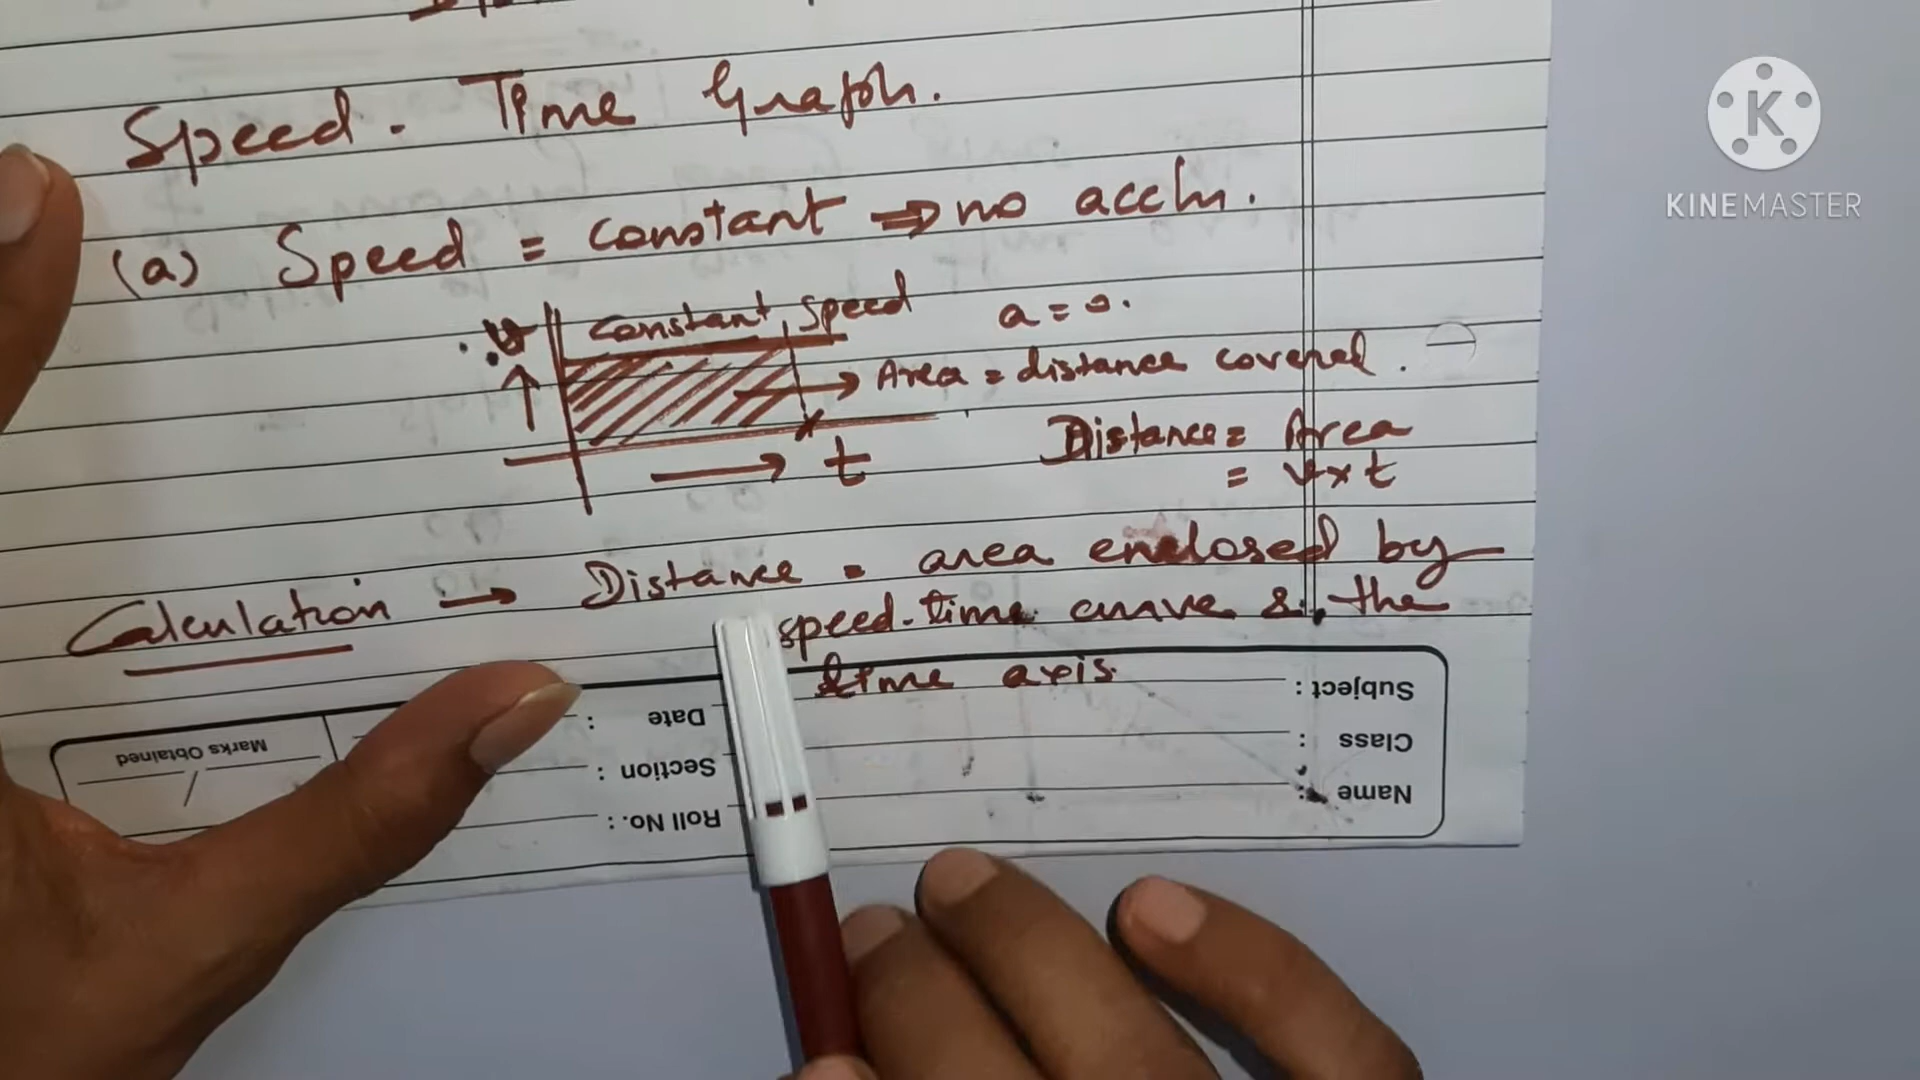 Speed - Time Graph.
(a) Speed = constant ⇒ no accln.
v
constant speed
a = 0.
Area = distance covered.
t
Distance = Area
= v × t
Calculation → Distance = area enclosed by
speed-time curve & the
time axis.
Subject :
Class :
Name :
Date :
Section :
Roll No. :
Marks Obtained
K
KINEMASTER